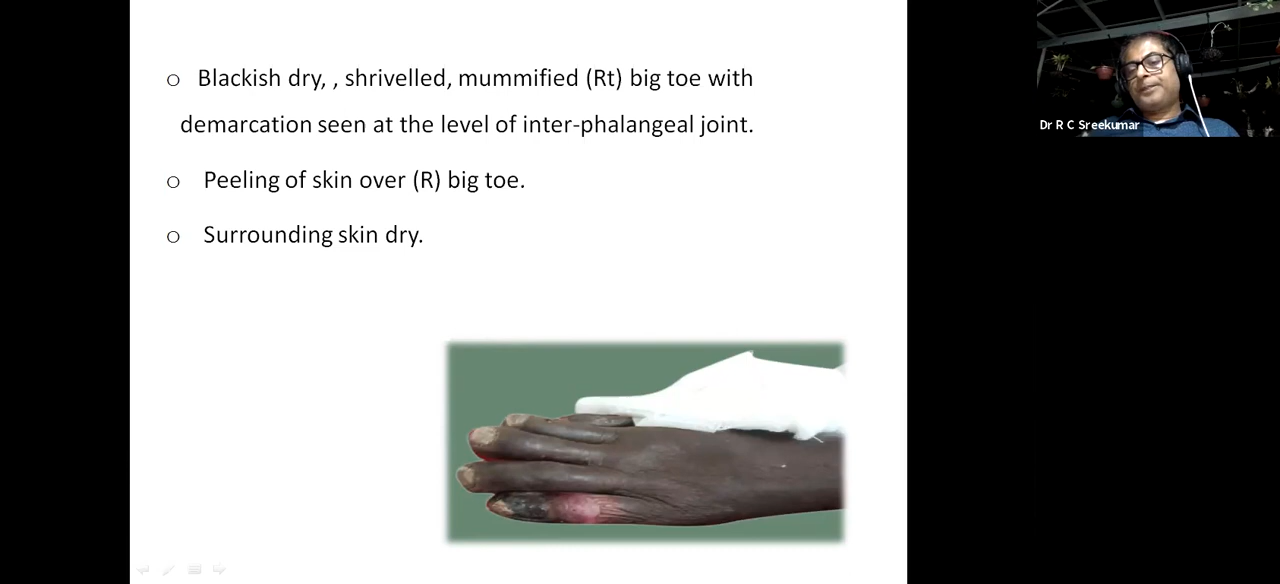 o Blackish dry, , shrivelled, mummified (Rt) big toe with
demarcation seen at the level of inter-phalangeal joint.
o Peeling of skin over (R) big toe.
o Surrounding skin dry.
Dr R C Sreekumar